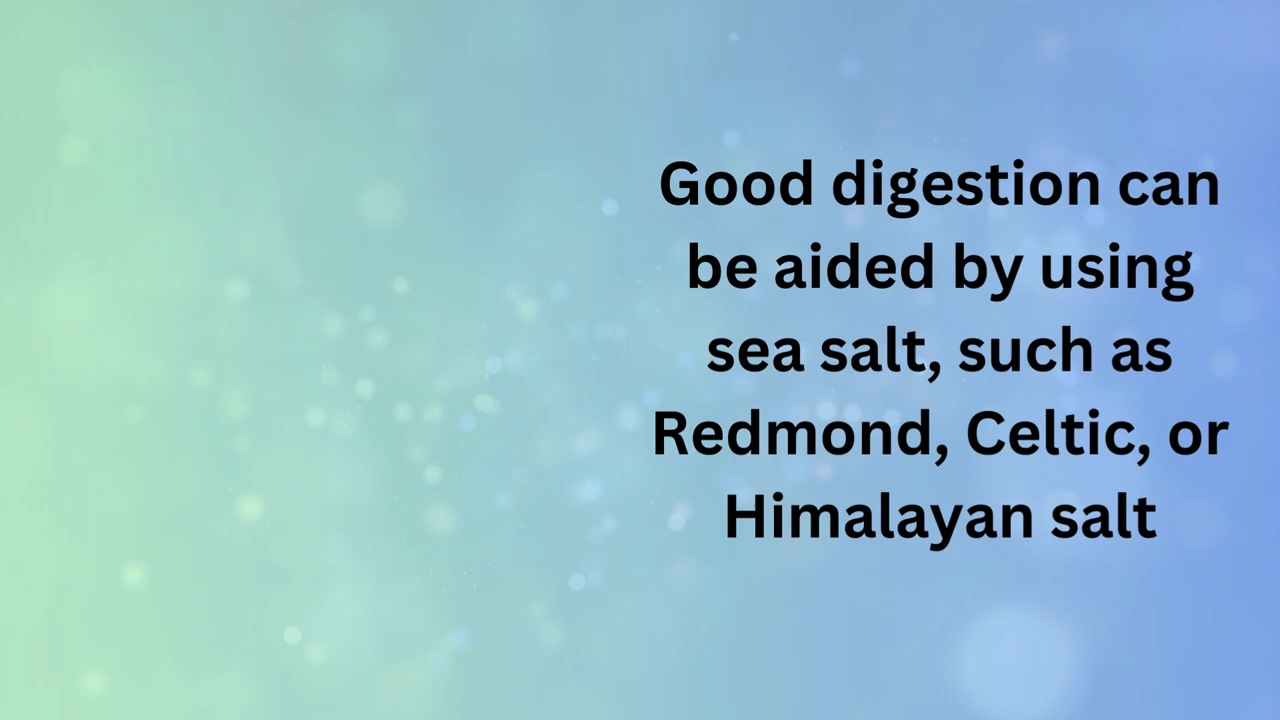 Good digestion can
be aided by using
sea salt, such as
Redmond, Celtic, or
Himalayan salt